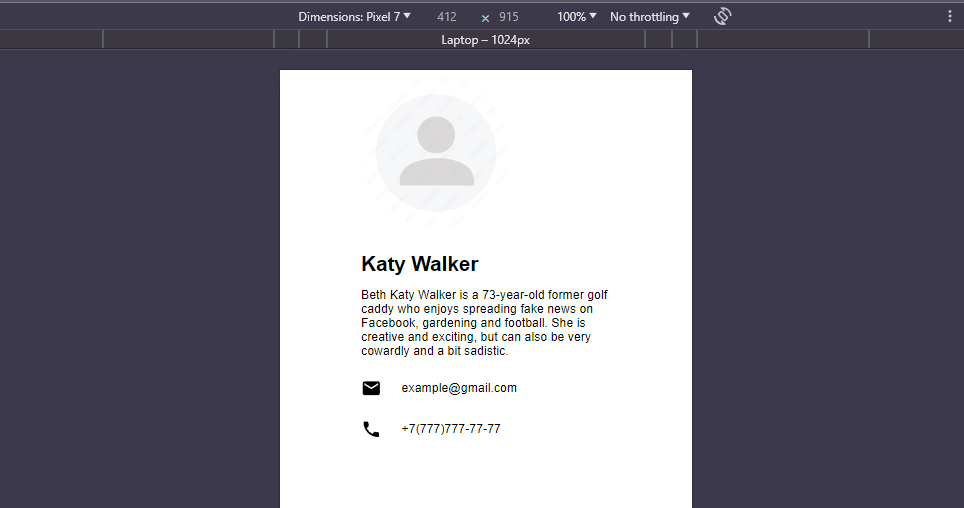 Dimensions: Pixel 7 ▼ 412 × 915 100% ▼ No throttling ▼
Laptop – 1024px
Katy Walker
Beth Katy Walker is a 73-year-old former golf
caddy who enjoys spreading fake news on
Facebook, gardening and football. She is
creative and exciting, but can also be very
cowardly and a bit sadistic.
example@gmail.com
+7(777)777-77-77